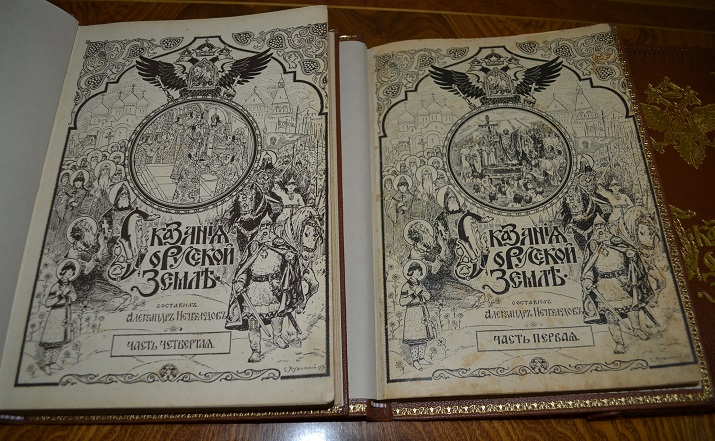 Сказанія
о Русской
Землѣ.
составилъ
Александръ Нечволодовъ.
Часть четвертая
Сказанія
о Русской
Землѣ.
составилъ
Александръ Нечволодовъ.
Часть первая